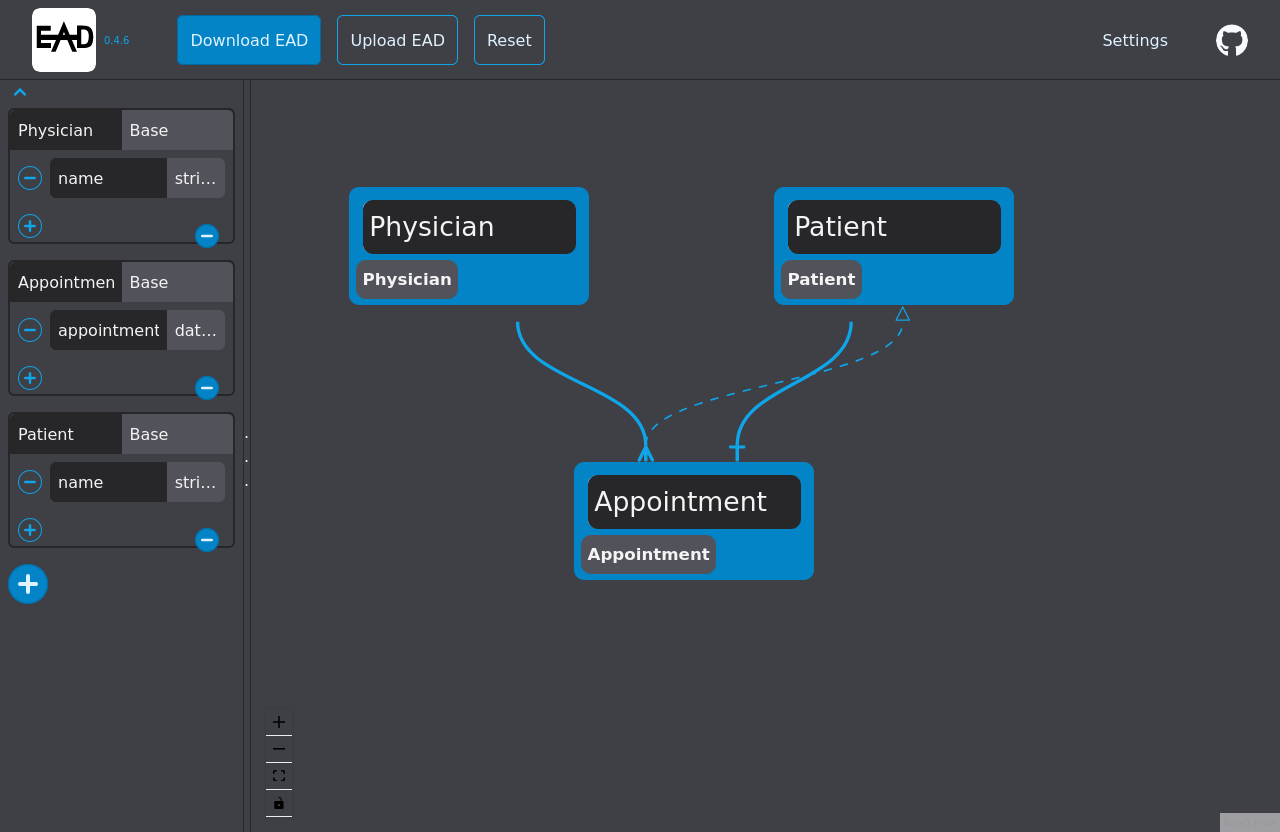 EAD
0.4.6
Download EAD
Upload EAD
Reset
Settings
Physician
Base
name
stri…
Appointmen
Base
appointment
dat…
Patient
Base
name
stri…
Physician
Physician
Patient
Patient
Appointment
Appointment